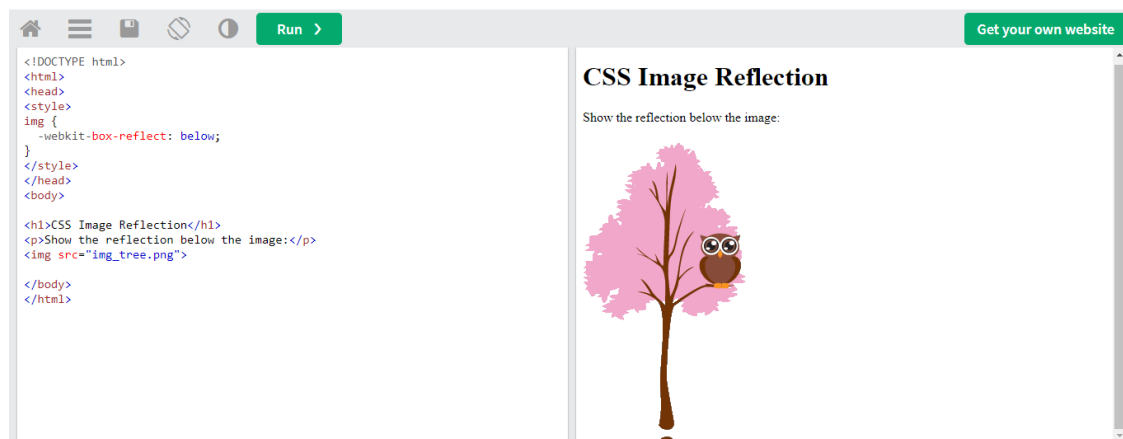 Run ❯
Get your own website
<!DOCTYPE html>
<html>
<head>
<style>
img {
  -webkit-box-reflect: below;
}
</style>
</head>
<body>
<h1>CSS Image Reflection</h1>
<p>Show the reflection below the image:</p>
<img src="img_tree.png">
</body>
</html>
CSS Image Reflection
Show the reflection below the image: